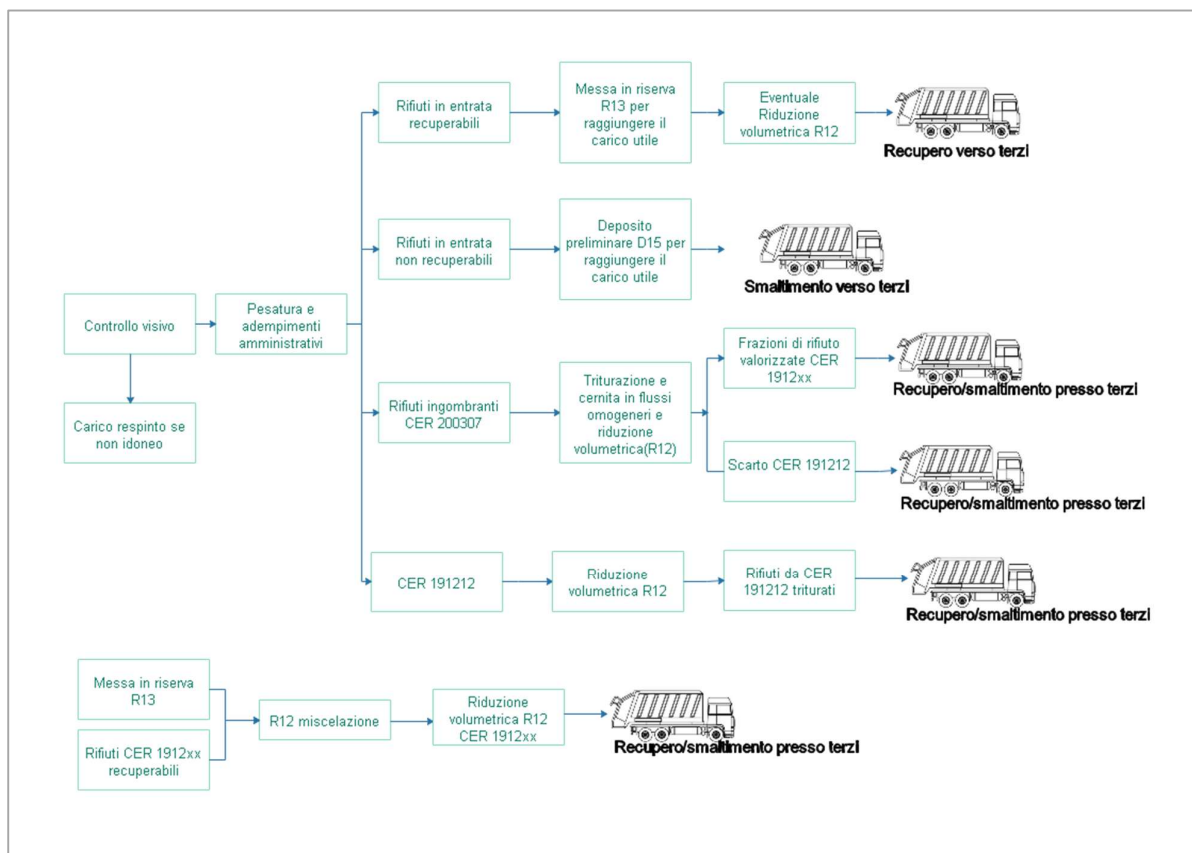 Rifiuti in entrata
recuperabili
Messa in riserva
R13 per
raggiungere il
carico utile
Eventuale
Riduzione
volumetrica R12
Recupero verso terzi
Rifiuti in entrata
non recuperabili
Deposito
preliminare D15 per
raggiungere il
carico utile
Smaltimento verso terzi
Controllo visivo
Pesatura e
adempimenti
amministrativi
Carico respinto se
non idoneo
Rifiuti ingombranti
CER 200307
Triturazione e
cernita in flussi
omogeneri e
riduzione
volumetrica(R12)
Frazioni di rifiuto
valorizzate CER
1912xx
Recupero/smaltimento presso terzi
Scarto CER 191212
Recupero/smaltimento presso terzi
CER 191212
Riduzione
volumetrica R12
Rifiuti da CER
191212 triturati
Recupero/smaltimento presso terzi
Messa in riserva
R13
Rifiuti CER 1912xx
recuperabili
R12 miscelazione
Riduzione
volumetrica R12
CER 1912xx
Recupero/smaltimento presso terzi